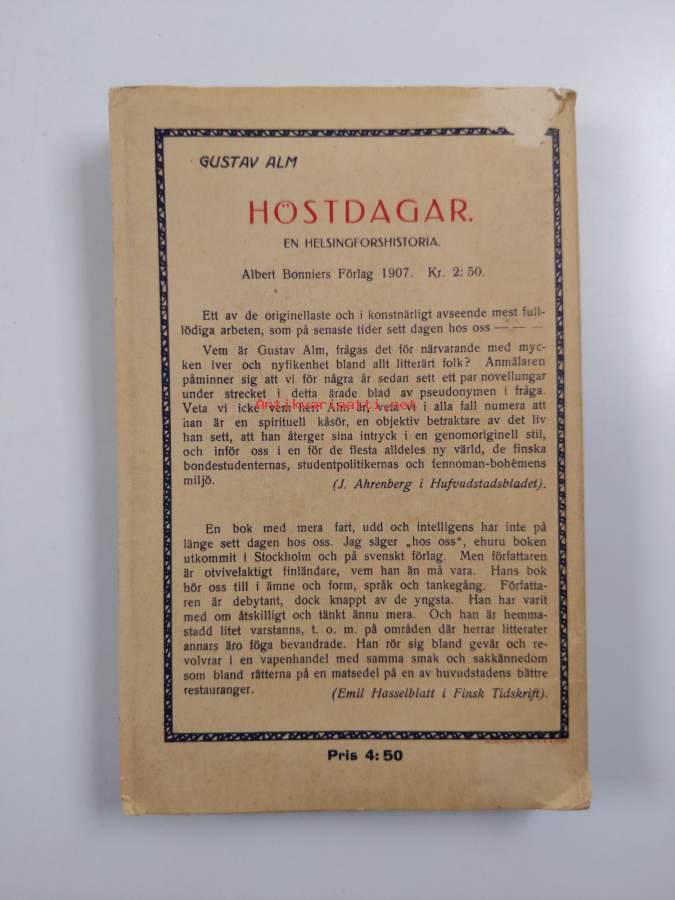 GUSTAV ALM
HÖSTDAGAR.
EN HELSINGFORSHISTORIA.
Albert Bonniers Förlag 1907. Kr. 2: 50.
Ett av de originellaste och i konstnärligt avseende mest full-
lödiga arbeten, som på senaste tider sett dagen hos oss — — —
Vem är Gustav Alm, frågas det för närvarande med myc-
ken iver och nyfikenhet bland allt litterärt folk? Anmälaren
påminner sig att vi för några år sedan sett ett par novellungar
under strecket i detta ärade blad av pseudonymen i fråga.
Antikvariaatti.net
Veta vi icke vem herr Alm är, veta vi i alla fall numera att
han är en spirituell kåsör, en objektiv betraktare av det liv
han sett, att han återger sina intryck i en genomoriginell stil,
och inför oss i en för de flesta alldeles ny värld, de finska
bondestudenternas, studentpolitikernas och fennoman-bohêmens
miljö.
(J. Ahrenberg i Hufvudstadsbladet).
En bok med mera fart, udd och intelligens har inte på
länge sett dagen hos oss. Jag säger „hos oss“, ehuru boken
utkommit i Stockholm och på svenskt förlag. Men författaren
är otvivelaktigt finländare, vem han än må vara. Hans bok
hör oss till i ämne och form, språk och tankegång. Författa-
ren är debytant, dock knappt av de yngsta. Han har varit
med om åtskilligt och tänkt ännu mera. Och han är hemma-
stadd litet varstanns, t. o. m. på områden där herrar litterater
annars äro föga bevandrade. Han rör sig bland gevär och re-
volvrar i en vapenhandel med samma smak och sakkännedom
som bland rätterna på en matsedel på en av huvudstadens bättre
restauranger.
(Emil Hasselblatt i Finsk Tidskrift).
Pris 4: 50